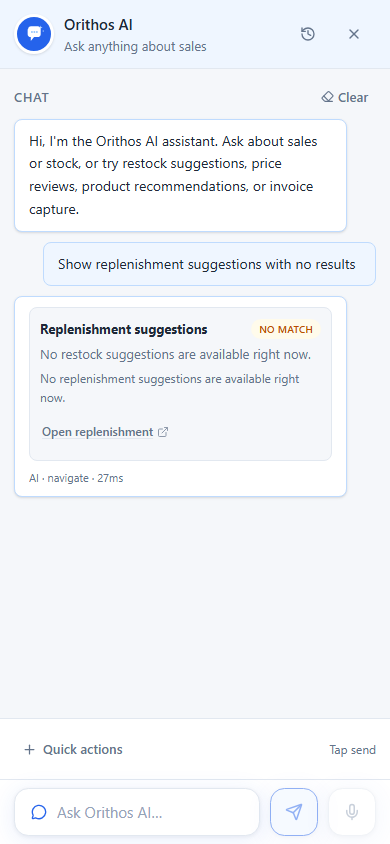 Orithos AI
Ask anything about sales
CHAT
Clear
Hi, I'm the Orithos AI assistant. Ask about sales
or stock, or try restock suggestions, price
reviews, product recommendations, or invoice
capture.
Show replenishment suggestions with no results
Replenishment suggestions
NO MATCH
No restock suggestions are available right now.
No replenishment suggestions are available right
now.
Open replenishment
AI · navigate · 27ms
Quick actions
Tap send
Ask Orithos AI...